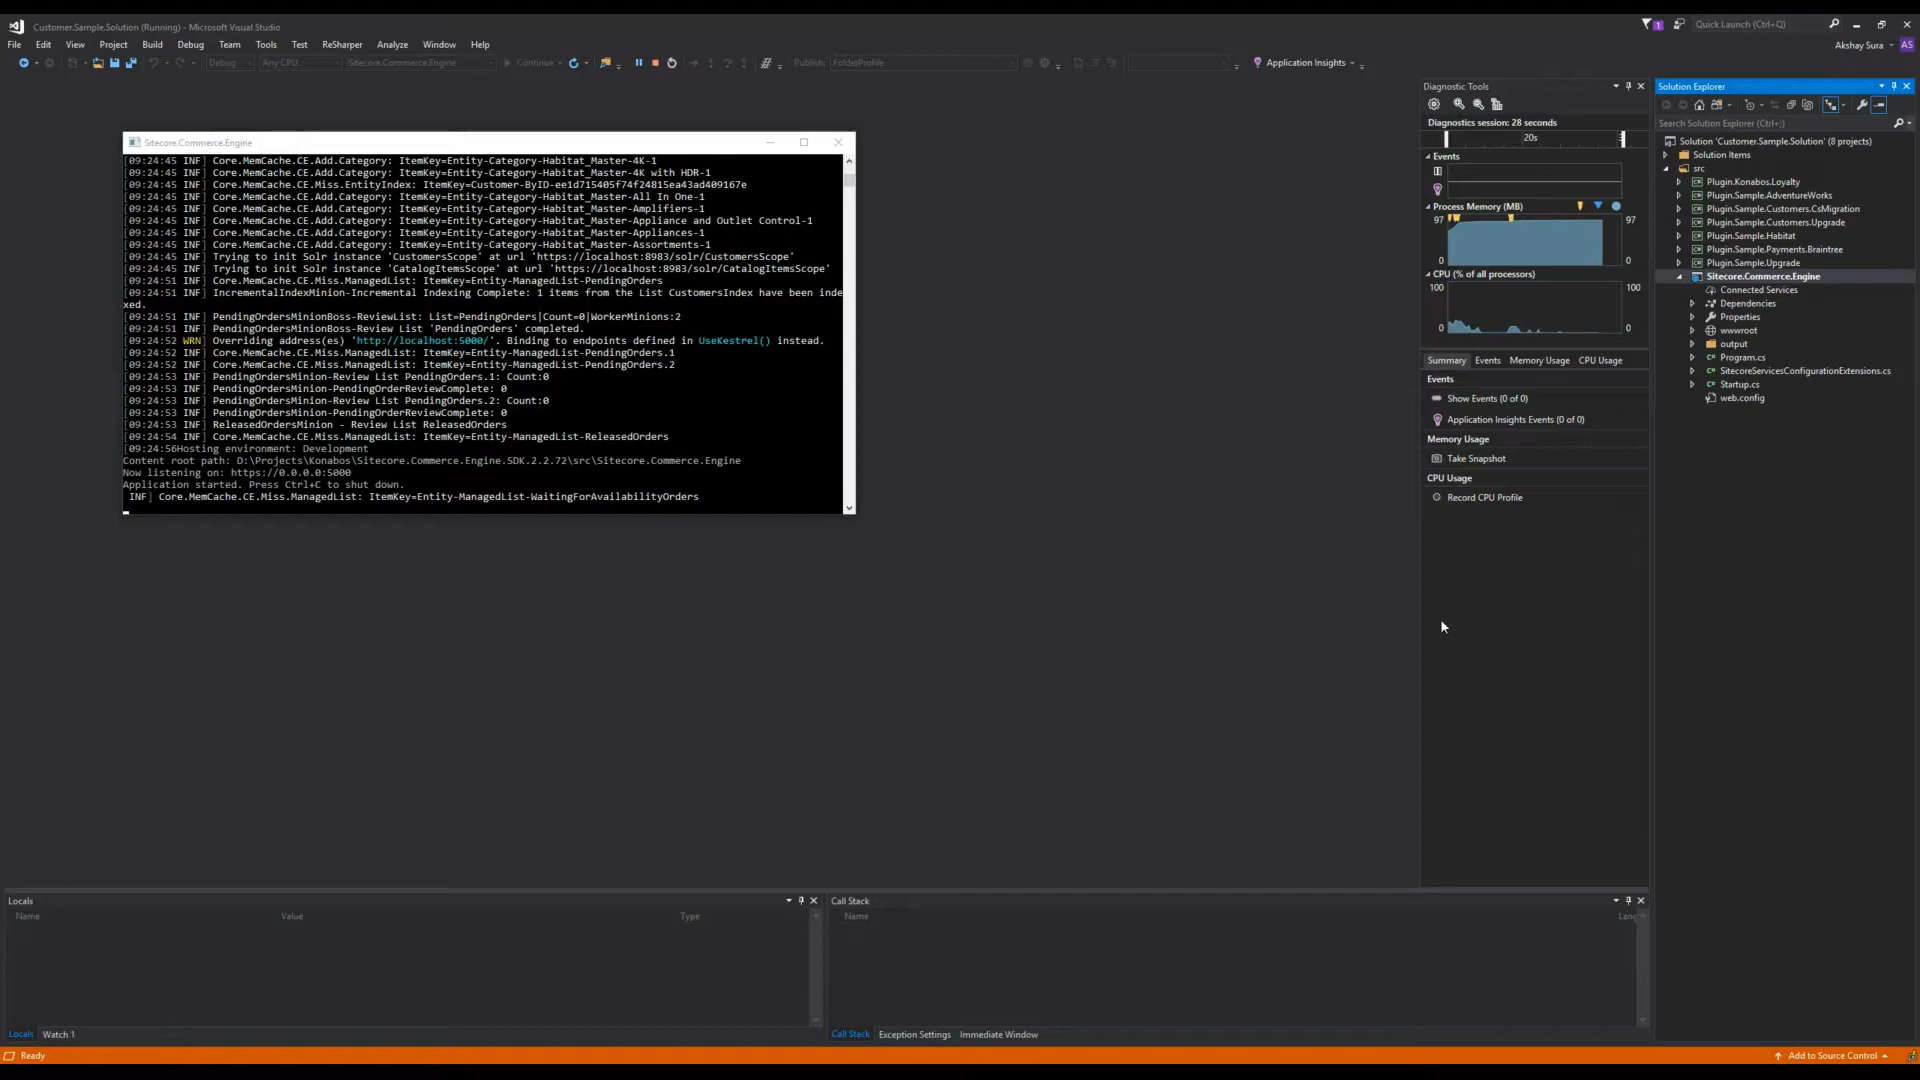 Customer.Sample.Solution (Running) - Microsoft Visual Studio
1
Quick Launch (Ctrl+Q)
File Edit View Project Build Debug Team Tools Test ReSharper Analyze Window Help
Akshay Sura AS
Debug Any CPU Sitecore.Commerce.Engine Continue Publish: FolderProfile Application Insights
Sitecore.Commerce.Engine
[09:24:45 INF] Core.MemCache.CE.Add.Category: ItemKey=Entity-Category-Habitat_Master-4K-1
[09:24:45 INF] Core.MemCache.CE.Add.Category: ItemKey=Entity-Category-Habitat_Master-4K with HDR-1
[09:24:45 INF] Core.MemCache.CE.Miss.EntityIndex: ItemKey=Customer-ByID-ee1d715405f74f24815ea43ad409167e
[09:24:45 INF] Core.MemCache.CE.Add.Category: ItemKey=Entity-Category-Habitat_Master-All In One-1
[09:24:45 INF] Core.MemCache.CE.Add.Category: ItemKey=Entity-Category-Habitat_Master-Amplifiers-1
[09:24:45 INF] Core.MemCache.CE.Add.Category: ItemKey=Entity-Category-Habitat_Master-Appliance and Outlet Control-1
[09:24:45 INF] Core.MemCache.CE.Add.Category: ItemKey=Entity-Category-Habitat_Master-Appliances-1
[09:24:45 INF] Core.MemCache.CE.Add.Category: ItemKey=Entity-Category-Habitat_Master-Assortments-1
[09:24:45 INF] Trying to init Solr instance 'CustomersScope' at url 'https://localhost:8983/solr/CustomersScope'
[09:24:45 INF] Trying to init Solr instance 'CatalogItemsScope' at url 'https://localhost:8983/solr/CatalogItemsScope'
[09:24:51 INF] Core.MemCache.CE.Miss.ManagedList: ItemKey=Entity-ManagedList-PendingOrders
[09:24:51 INF] IncrementalIndexMinion-Incremental Indexing Complete: 1 items from the List CustomersIndex have been inde
xed.
[09:24:51 INF] PendingOrdersMinionBoss-ReviewList: List=PendingOrders|Count=0|WorkerMinions:2
[09:24:51 INF] PendingOrdersMinionBoss-Review List 'PendingOrders' completed.
[09:24:52 WRN] Overriding address(es) 'http://localhost:5000/'. Binding to endpoints defined in UseKestrel() instead.
[09:24:52 INF] Core.MemCache.CE.Miss.ManagedList: ItemKey=Entity-ManagedList-PendingOrders.1
[09:24:52 INF] Core.MemCache.CE.Miss.ManagedList: ItemKey=Entity-ManagedList-PendingOrders.2
[09:24:53 INF] PendingOrdersMinion-Review List PendingOrders.1: Count:0
[09:24:53 INF] PendingOrdersMinion-PendingOrderReviewComplete: 0
[09:24:53 INF] PendingOrdersMinion-Review List PendingOrders.2: Count:0
[09:24:53 INF] PendingOrdersMinion-PendingOrderReviewComplete: 0
[09:24:53 INF] ReleasedOrdersMinion - Review List ReleasedOrders
[09:24:54 INF] Core.MemCache.CE.Miss.ManagedList: ItemKey=Entity-ManagedList-ReleasedOrders
[09:24:56Hosting environment: Development
Content root path: D:\Projects\Konabos\Sitecore.Commerce.Engine.SDK.2.2.72\src\Sitecore.Commerce.Engine
Now listening on: https://0.0.0.0:5000
Application started. Press Ctrl+C to shut down.
INF] Core.MemCache.CE.Miss.ManagedList: ItemKey=Entity-ManagedList-WaitingForAvailabilityOrders
Diagnostic Tools
Diagnostics session: 28 seconds
20s
Events
Process Memory (MB)
97 97
0 0
CPU (% of all processors)
100 100
0 0
Summary Events Memory Usage CPU Usage
Events
Show Events (0 of 0)
Application Insights Events (0 of 0)
Memory Usage
Take Snapshot
CPU Usage
Record CPU Profile
Solution Explorer
Search Solution Explorer (Ctrl+;)
Solution 'Customer.Sample.Solution' (8 projects)
Solution Items
src
Plugin.Konabos.Loyalty
Plugin.Sample.AdventureWorks
Plugin.Sample.Customers.CsMigration
Plugin.Sample.Customers.Upgrade
Plugin.Sample.Habitat
Plugin.Sample.Payments.Braintree
Plugin.Sample.Upgrade
Sitecore.Commerce.Engine
Connected Services
Dependencies
Properties
wwwroot
output
Program.cs
SitecoreServicesConfigurationExtensions.cs
Startup.cs
web.config
Locals
Name Value Type
Locals Watch 1
Call Stack
Name Lang
Call Stack Exception Settings Immediate Window
Ready
Add to Source Control